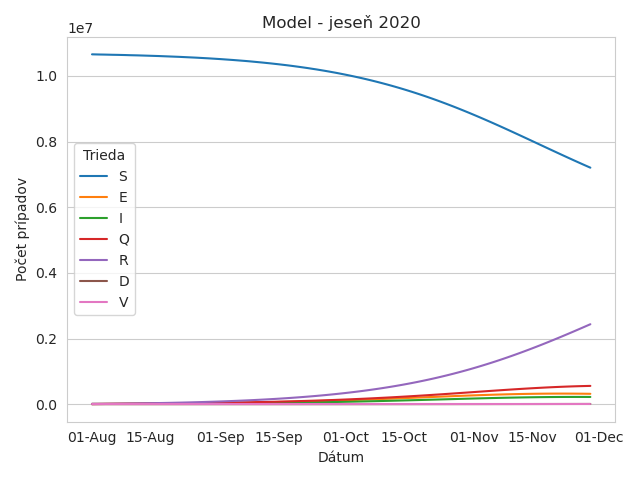 Model - jeseň 2020
1e7
1.0
0.8
0.6
0.4
0.2
0.0
Počet prípadov
Trieda
S
E
I
Q
R
D
V
01-Aug 15-Aug 01-Sep 15-Sep 01-Oct 15-Oct 01-Nov 15-Nov 01-Dec
Dátum